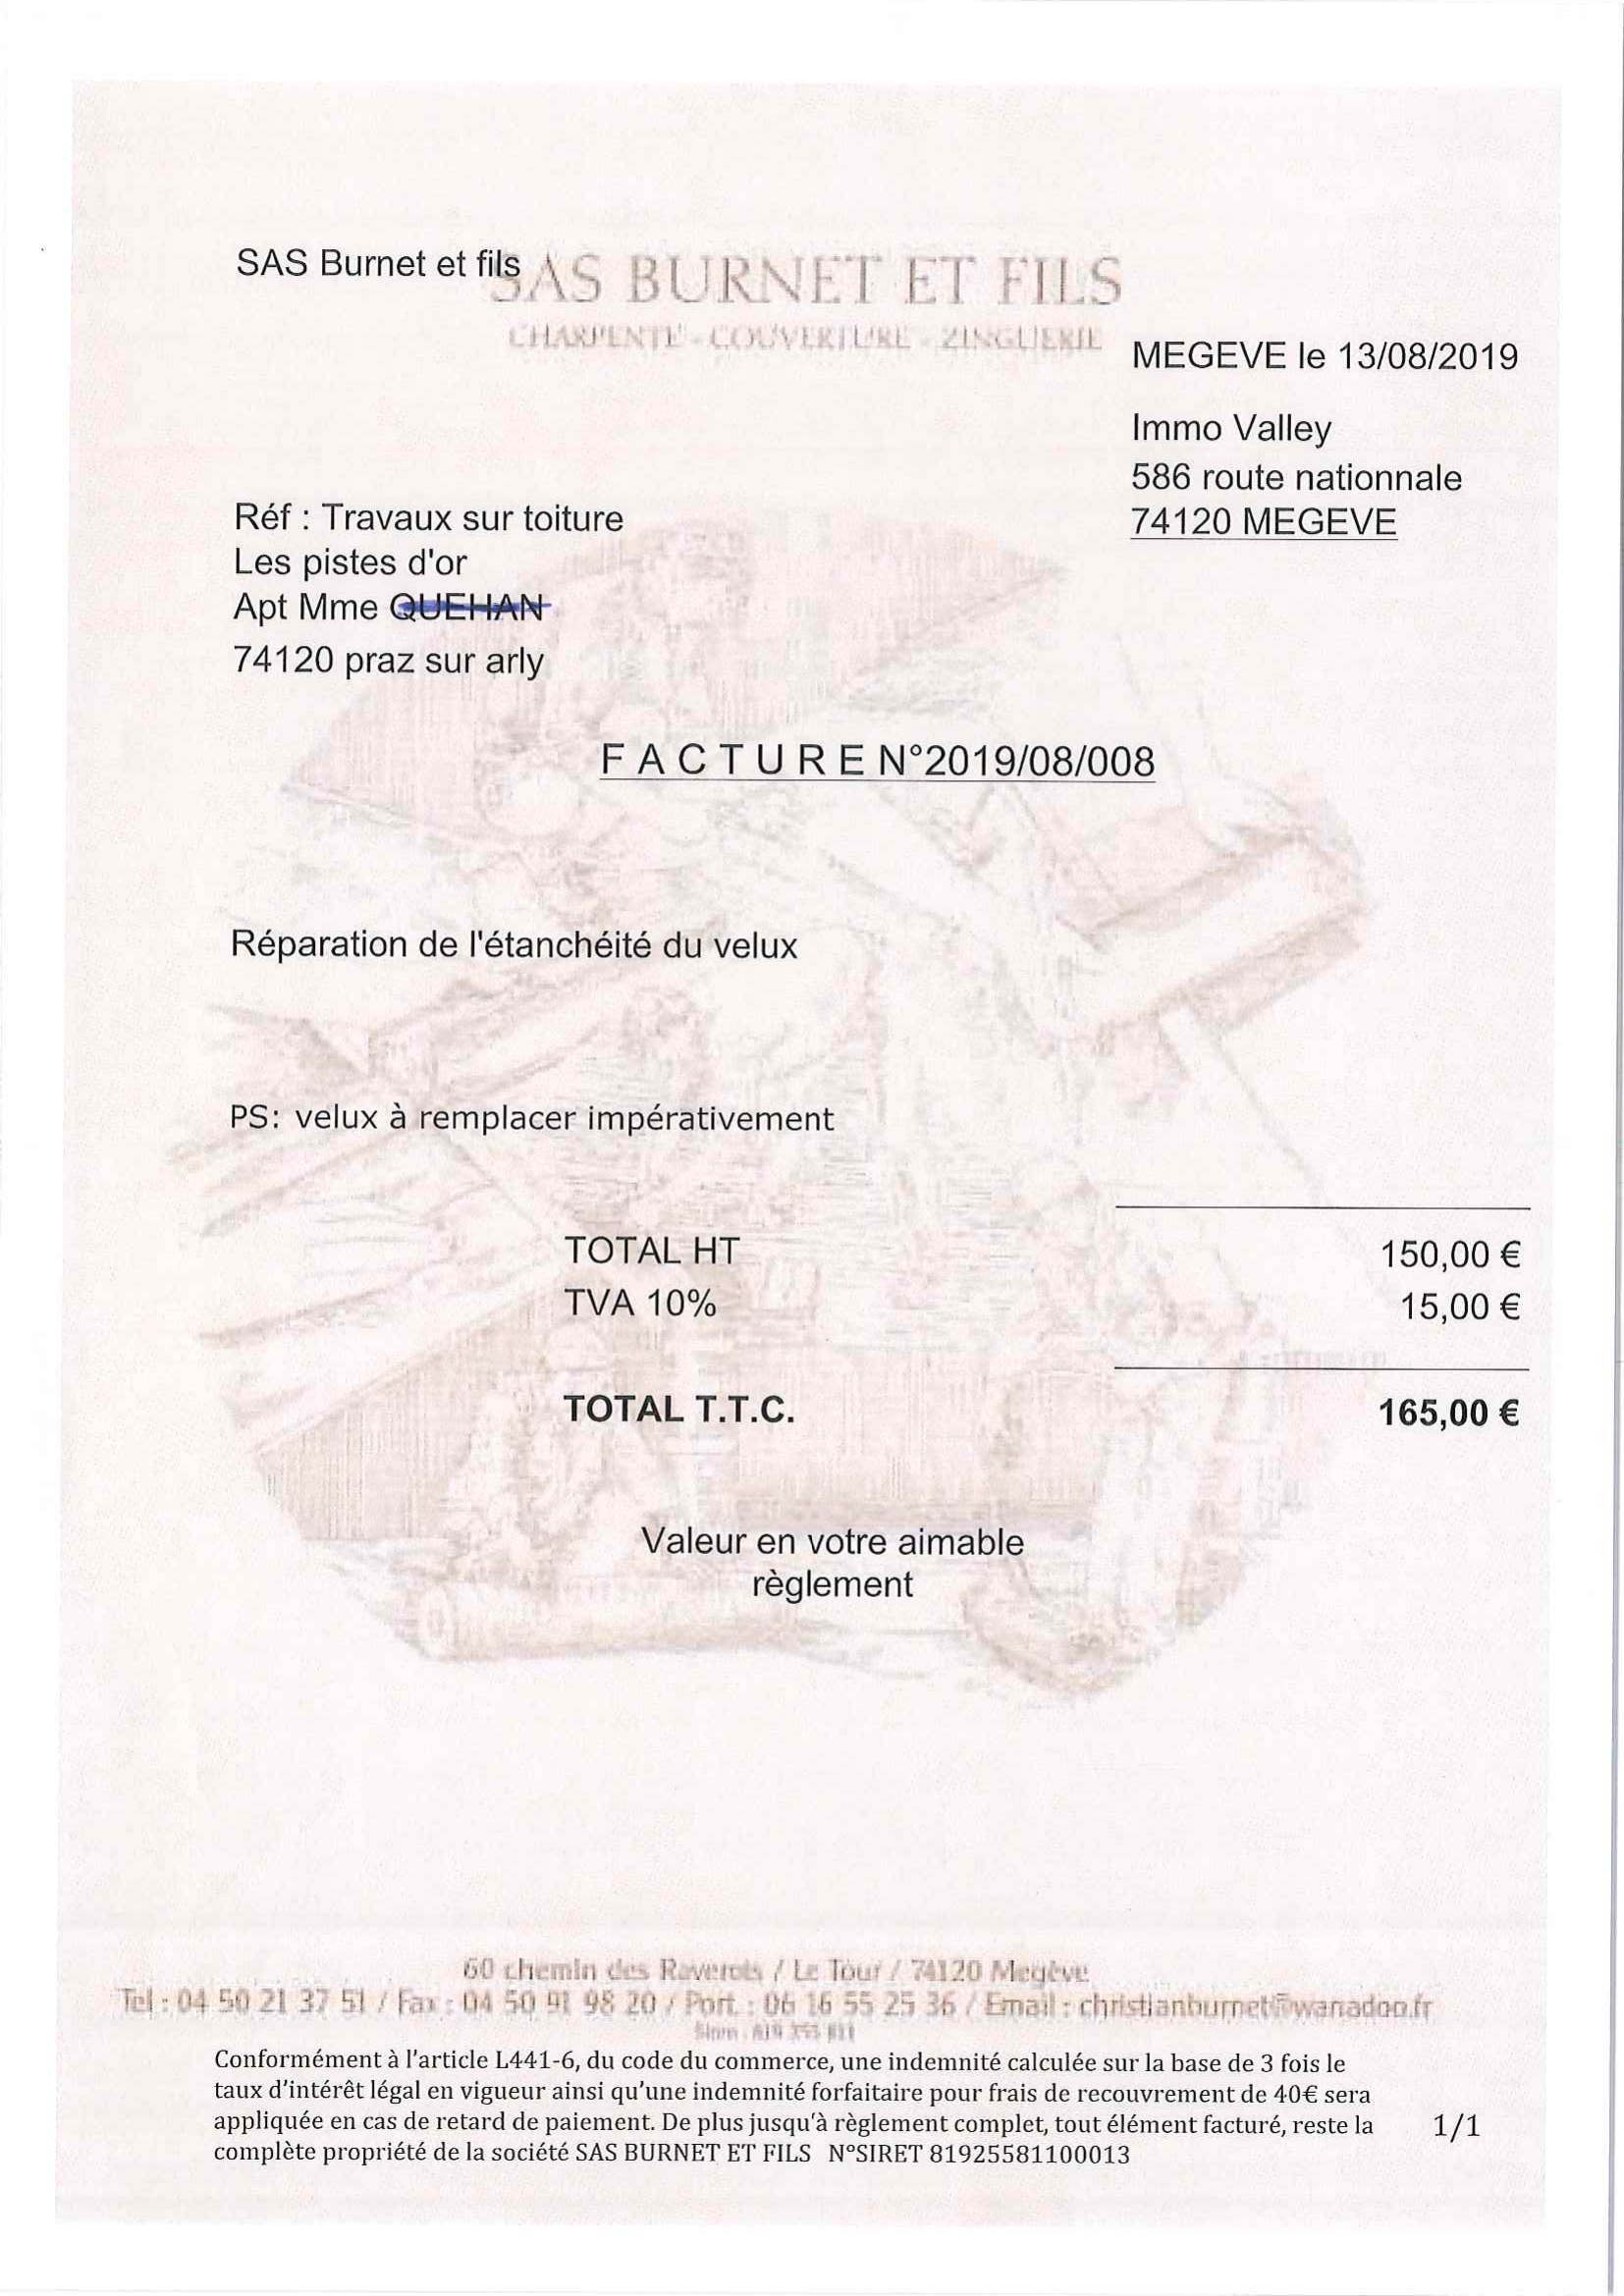 SAS Burnet et fils
SAS BURNET ET FILS
CHARPENTE - COUVERTURE - ZINGUERIE
MEGEVE le 13/08/2019
Immo Valley
586 route nationnale
74120 MEGEVE
Réf : Travaux sur toiture
Les pistes d'or
Apt Mme QUEHAN
74120 praz sur arly
F A C T U R E N°2019/08/008
Réparation de l'étanchéité du velux
PS: velux à remplacer impérativement
TOTAL HT 150,00 €
TVA 10% 15,00 €
TOTAL T.T.C. 165,00 €
Valeur en votre aimable
règlement
60 chemin des / Le Tour / 74120 Megève
Tel : 04 50 21 37 51 / Fax : 04 50 91 98 20 / Port. : 06 16 55 25 36 / Email : christianburnet@wanadoo.fr
Conformément à l'article L441-6, du code du commerce, une indemnité calculée sur la base de 3 fois le
taux d'intérêt légal en vigueur ainsi qu'une indemnité forfaitaire pour frais de recouvrement de 40€ sera
appliquée en cas de retard de paiement. De plus jusqu'à règlement complet, tout élément facturé, reste la
complète propriété de la société SAS BURNET ET FILS N°SIRET 81925581100013
1/1